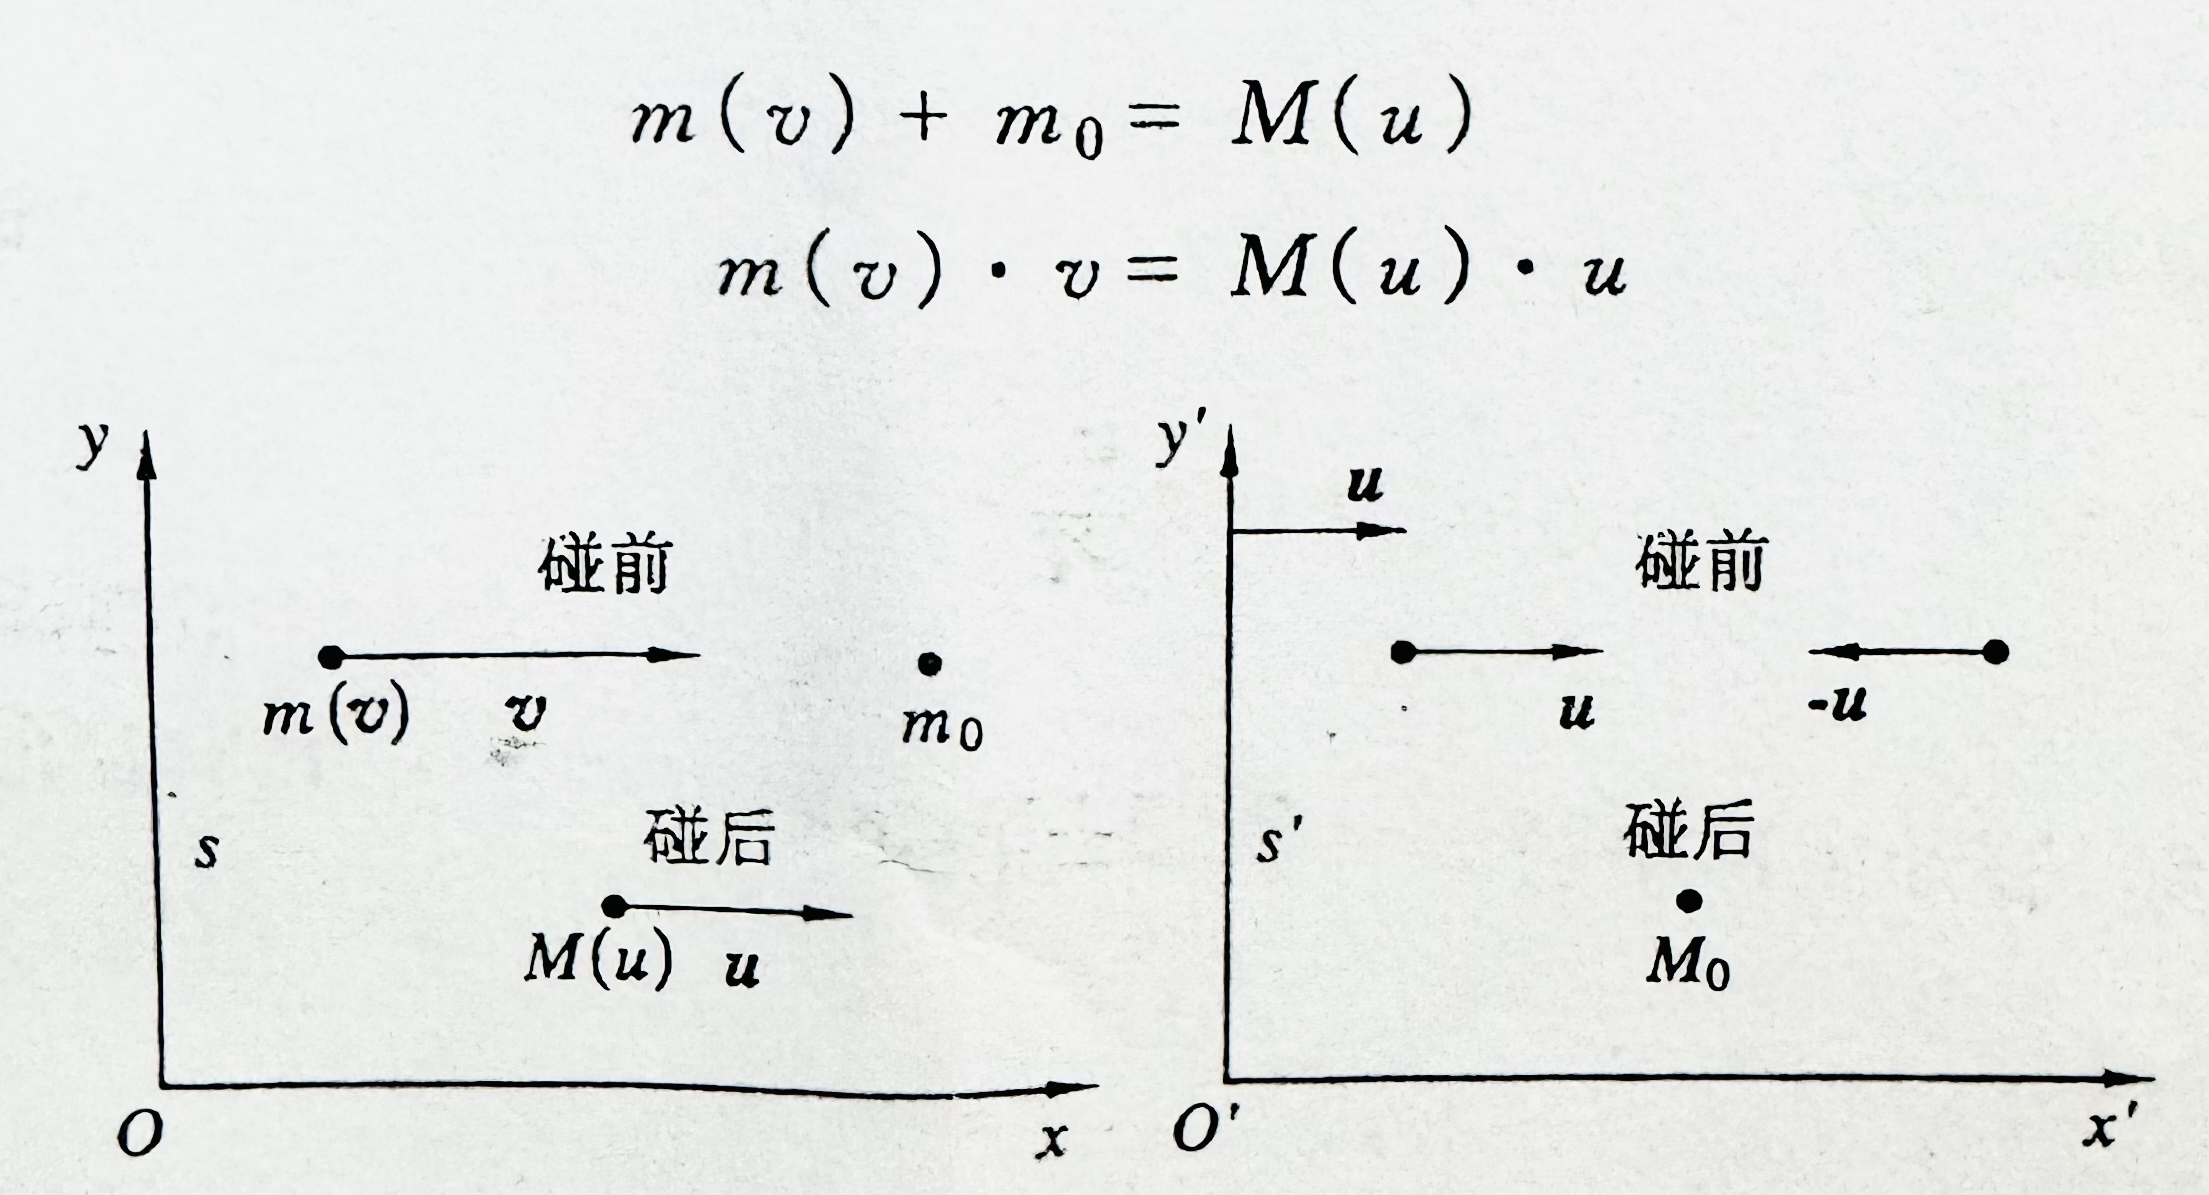 m(v) + m₀ = M(u)
m(v) · v = M(u) · u
y
碰前
m(v) v m₀
s
碰后
M(u) u
O x
y'
u
碰前
u -u
s'
碰后
M₀
O' x'